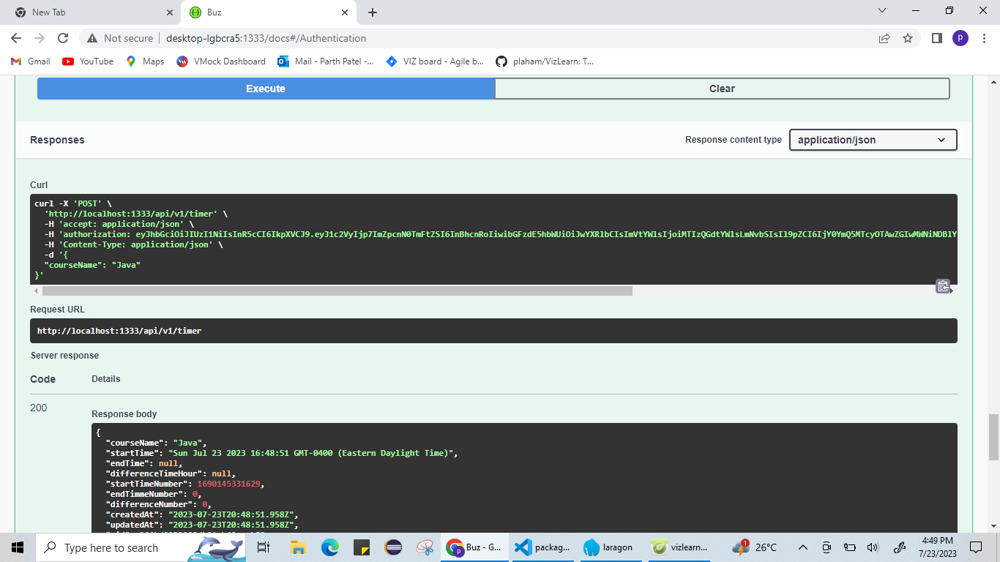 New Tab
Buz
Not secure
desktop-lgbcra5:1333/docs#/Authentication
P
Gmail
YouTube
Maps
VMock Dashboard
Mail - Parth Patel -...
VIZ board - Agile b...
plaham/VizLearn: T...
Execute
Clear
Responses
Response content type
application/json
Curl
curl -X 'POST' \
'http://localhost:1333/api/v1/timer' \
-H 'accept: application/json' \
-H 'authorization:
-H 'Content-Type: application/json' \
-d '{
"courseName": "Java"
}'
Request URL
http://localhost:1333/api/v1/timer
Server response
Code
Details
200
Response body
{
"courseName": "Java",
"startTime": "Sun Jul 23 2023 16:48:51 GMT-0400 (Eastern Daylight Time)",
"endTime": null,
"differenceTimeHour": null,
"startTimeNumber": 1690145331629,
"endTimmeNumber": 0,
"differenceNumber": 0,
"createdAt": "2023-07-23T20:48:51.958Z",
"updatedAt": "2023-07-23T20:48:51.958Z",
Type here to search
Buz - G...
packag...
laragon
vizlearn...
1
26°C
4:49 PM
7/23/2023